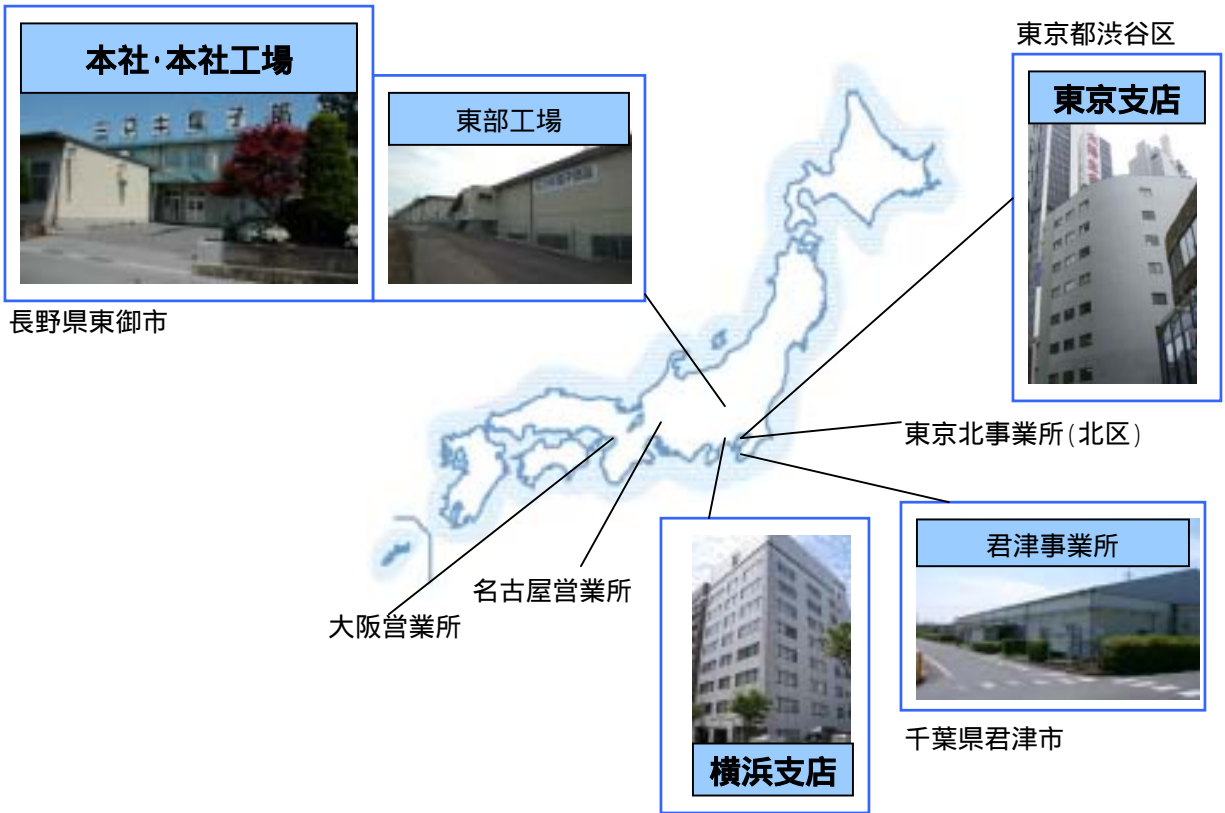 本社・本社工場
東部工場
長野県東御市
東京都渋谷区
東京支店
東京北事業所(北区)
君津事業所
千葉県君津市
名古屋営業所
大阪営業所
横浜支店